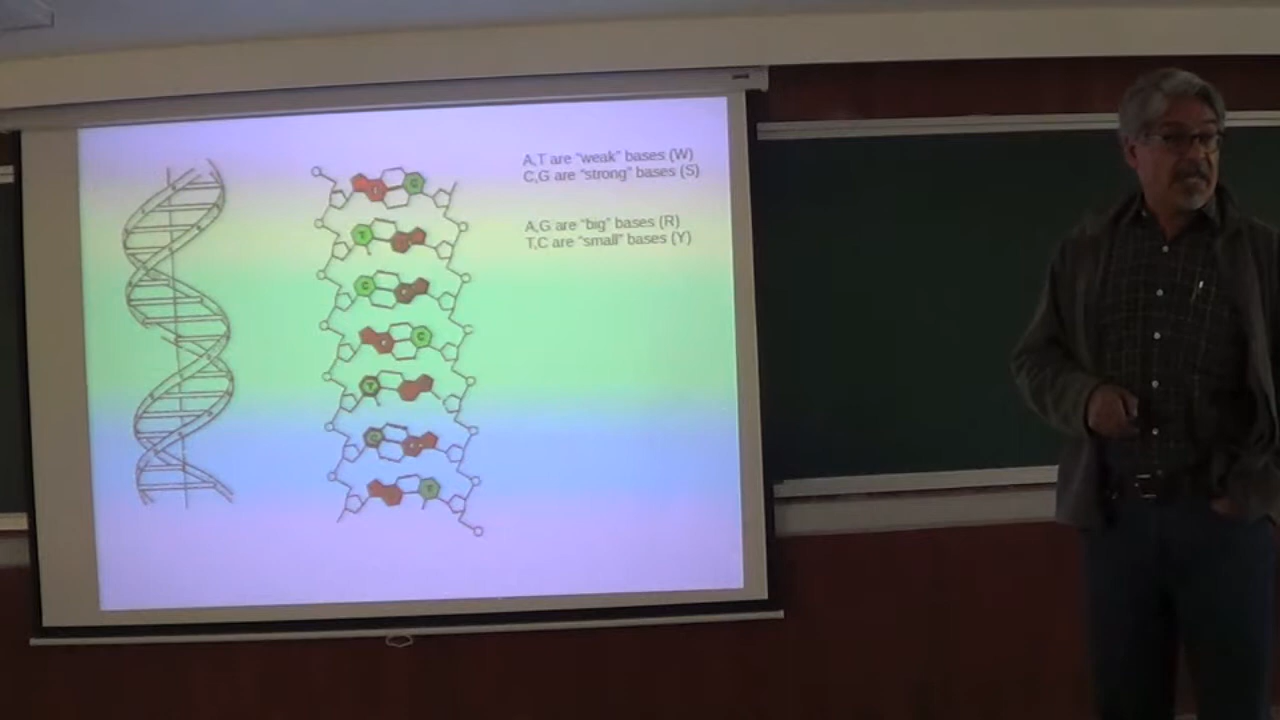 A,T are “weak” bases (W)
C,G are “strong” bases (S)
A,G are “big” bases (R)
T,C are “small” bases (Y)
C
T
C
C
T
C
T